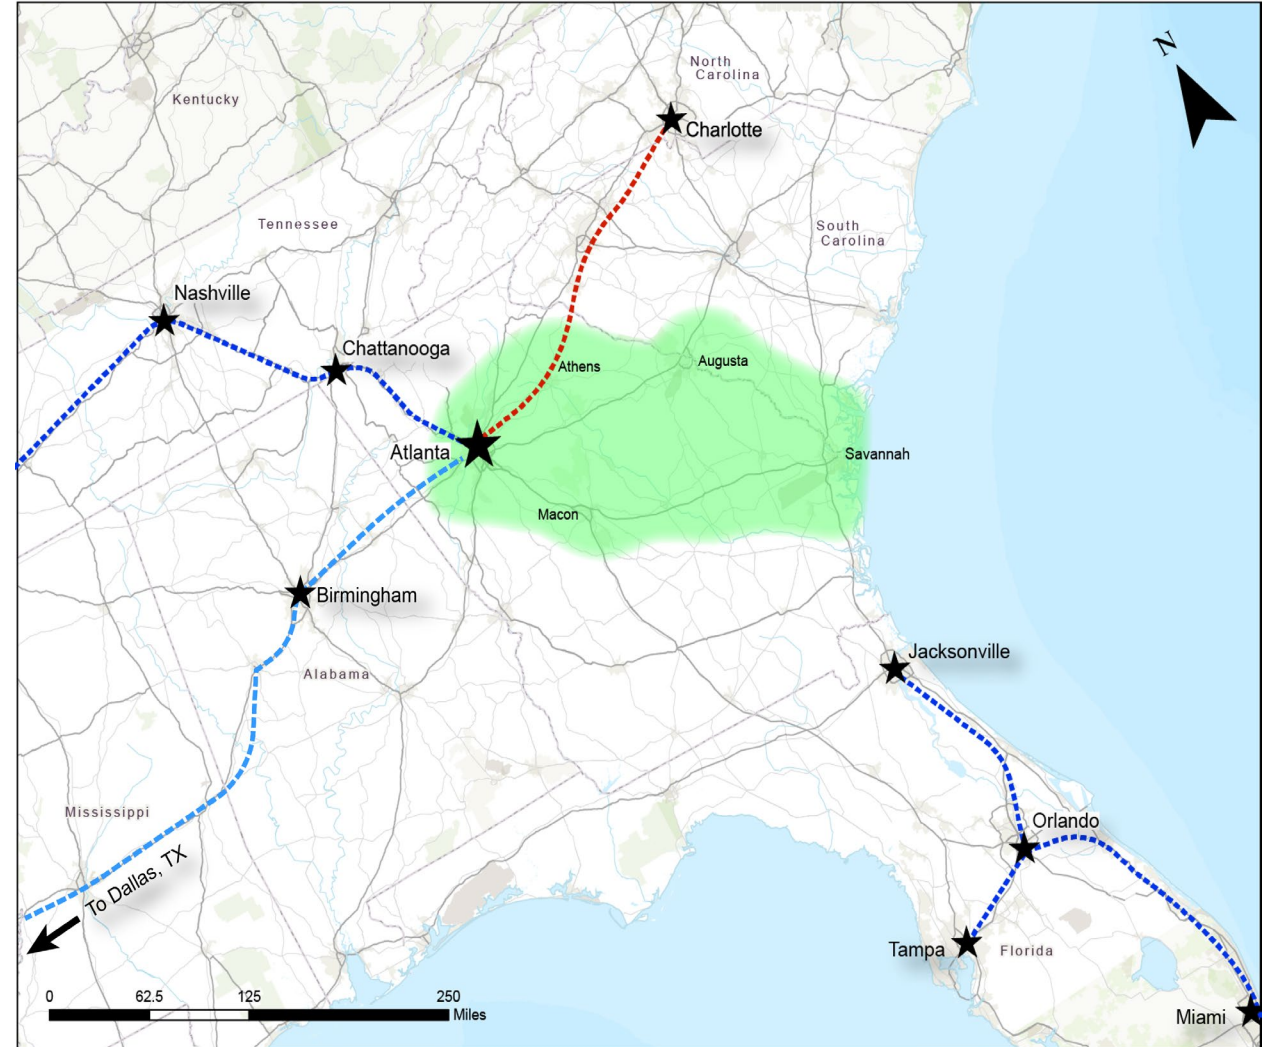 N
North
Carolina
Kentucky
Charlotte
Tennessee
South
Carolina
Nashville
Chattanooga
Athens
Augusta
Atlanta
Savannah
Macon
Birmingham
Jacksonville
Alabama
Mississippi
Orlando
To Dallas, TX
Tampa
Florida
0 62.5 125 250
Miles
Miami